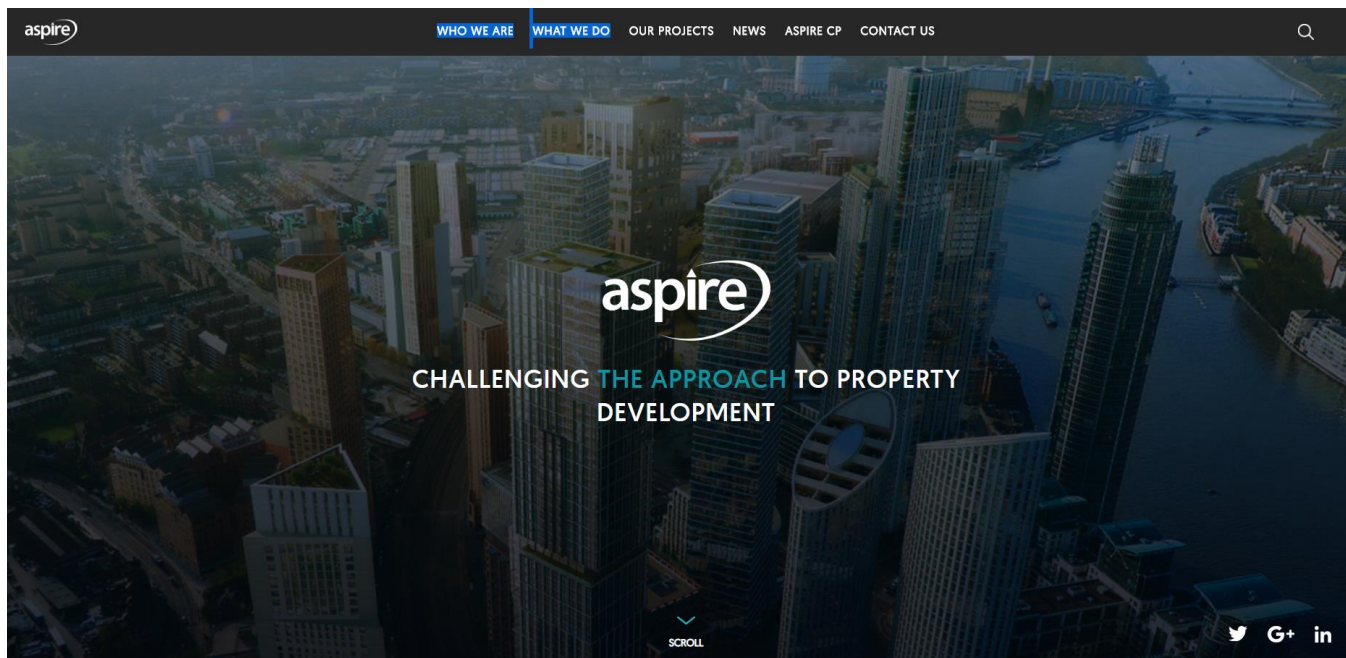 aspire
WHO WE ARE WHAT WE DO OUR PROJECTS NEWS ASPIRE CP CONTACT US
aspire
CHALLENGING THE APPROACH TO PROPERTY
DEVELOPMENT
SCROLL
G+ in